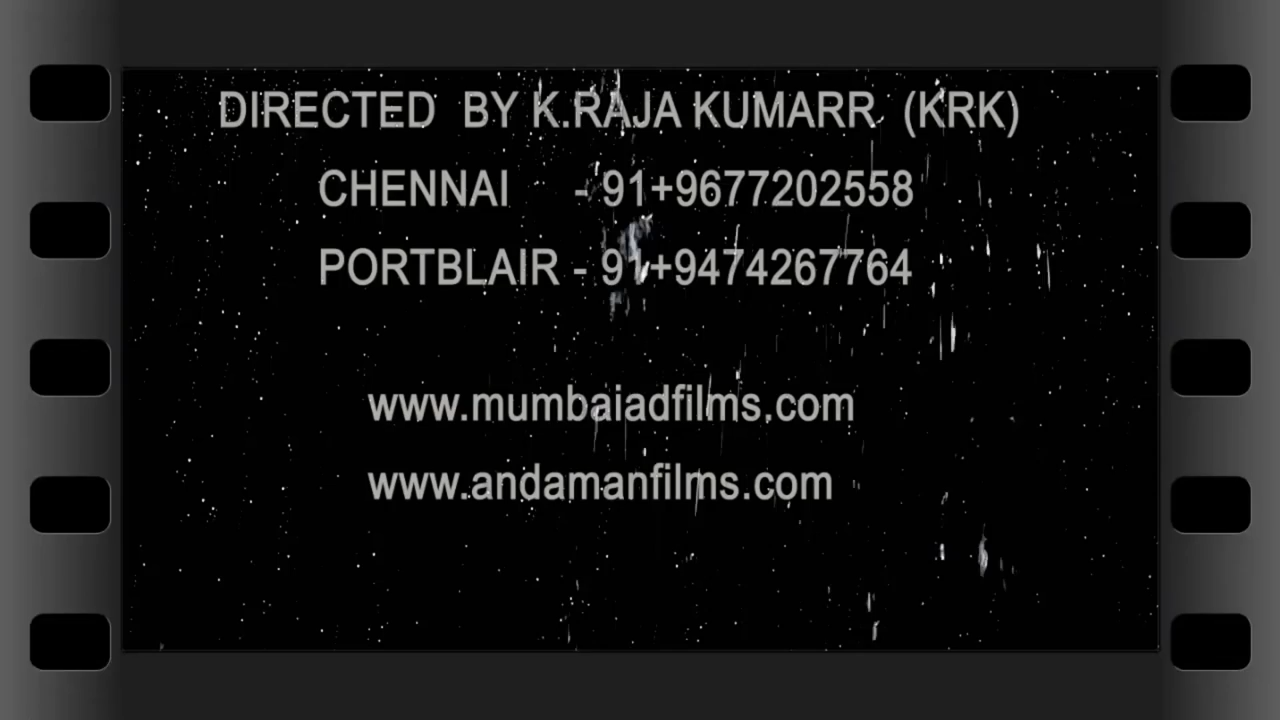 DIRECTED BY K.RAJA KUMARR (KRK)
CHENNAI - 91+9677202558
PORTBLAIR - 91+9474267764
www.mumbaiadfilms.com
www.andamanfilms.com